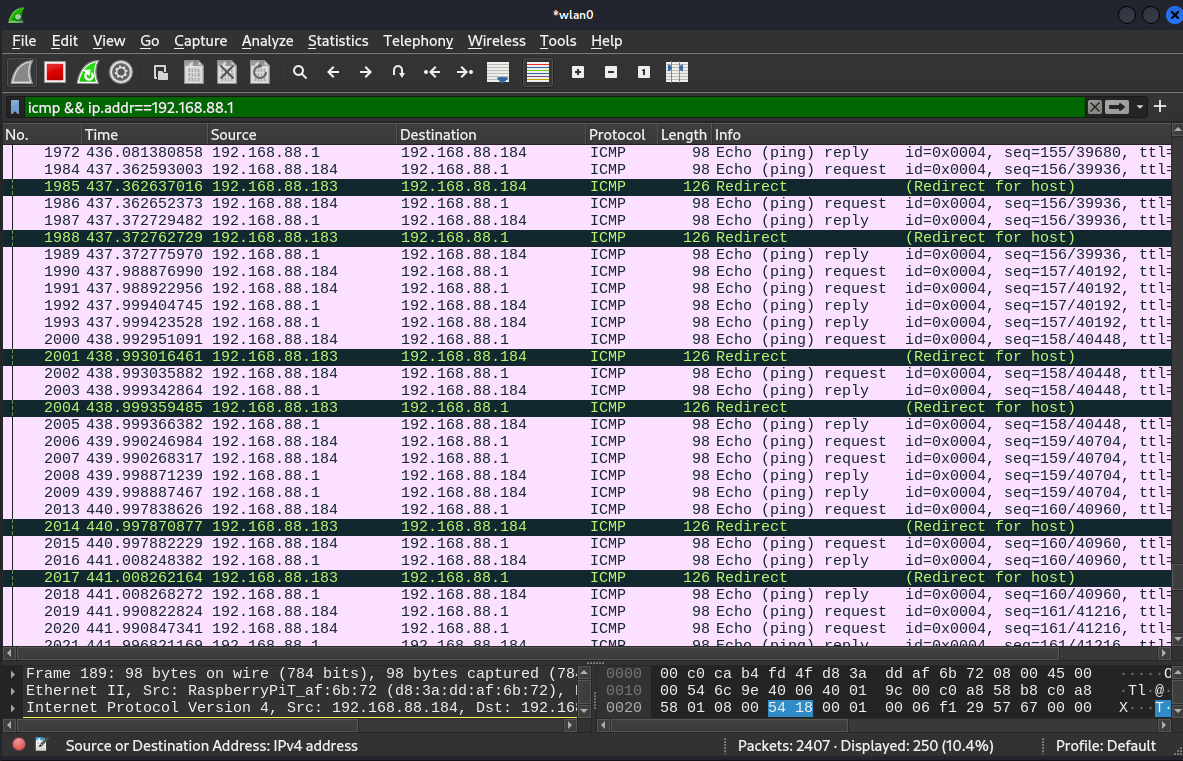 *wlan0
File Edit View Go Capture Analyze Statistics Telephony Wireless Tools Help
icmp && ip.addr==192.168.88.1
No. Time Source Destination Protocol Length Info
1972 436.081380858 192.168.88.1 192.168.88.184 ICMP 98 Echo (ping) reply id=0x0004, seq=155/39680, ttl=
1984 437.362593003 192.168.88.184 192.168.88.1 ICMP 98 Echo (ping) request id=0x0004, seq=156/39936, ttl=
1985 437.362637016 192.168.88.183 192.168.88.184 ICMP 126 Redirect (Redirect for host)
1986 437.362652373 192.168.88.184 192.168.88.1 ICMP 98 Echo (ping) request id=0x0004, seq=156/39936, ttl=
1987 437.372729482 192.168.88.1 192.168.88.184 ICMP 98 Echo (ping) reply id=0x0004, seq=156/39936, ttl=
1988 437.372762729 192.168.88.183 192.168.88.1 ICMP 126 Redirect (Redirect for host)
1989 437.372775970 192.168.88.1 192.168.88.184 ICMP 98 Echo (ping) reply id=0x0004, seq=156/39936, ttl=
1990 437.988876990 192.168.88.184 192.168.88.1 ICMP 98 Echo (ping) request id=0x0004, seq=157/40192, ttl=
1991 437.988922956 192.168.88.184 192.168.88.1 ICMP 98 Echo (ping) request id=0x0004, seq=157/40192, ttl=
1992 437.999404745 192.168.88.1 192.168.88.184 ICMP 98 Echo (ping) reply id=0x0004, seq=157/40192, ttl=
1993 437.999423528 192.168.88.1 192.168.88.184 ICMP 98 Echo (ping) reply id=0x0004, seq=157/40192, ttl=
2000 438.992951091 192.168.88.184 192.168.88.1 ICMP 98 Echo (ping) request id=0x0004, seq=158/40448, ttl=
2001 438.993016461 192.168.88.183 192.168.88.184 ICMP 126 Redirect (Redirect for host)
2002 438.993035882 192.168.88.184 192.168.88.1 ICMP 98 Echo (ping) request id=0x0004, seq=158/40448, ttl=
2003 438.999342864 192.168.88.1 192.168.88.184 ICMP 98 Echo (ping) reply id=0x0004, seq=158/40448, ttl=
2004 438.999359485 192.168.88.183 192.168.88.1 ICMP 126 Redirect (Redirect for host)
2005 438.999366382 192.168.88.1 192.168.88.184 ICMP 98 Echo (ping) reply id=0x0004, seq=158/40448, ttl=
2006 439.990246984 192.168.88.184 192.168.88.1 ICMP 98 Echo (ping) request id=0x0004, seq=159/40704, ttl=
2007 439.990268317 192.168.88.184 192.168.88.1 ICMP 98 Echo (ping) request id=0x0004, seq=159/40704, ttl=
2008 439.998871239 192.168.88.1 192.168.88.184 ICMP 98 Echo (ping) reply id=0x0004, seq=159/40704, ttl=
2009 439.998887467 192.168.88.1 192.168.88.184 ICMP 98 Echo (ping) reply id=0x0004, seq=159/40704, ttl=
2013 440.997838626 192.168.88.184 192.168.88.1 ICMP 98 Echo (ping) request id=0x0004, seq=160/40960, ttl=
2014 440.997870877 192.168.88.183 192.168.88.184 ICMP 126 Redirect (Redirect for host)
2015 440.997882229 192.168.88.184 192.168.88.1 ICMP 98 Echo (ping) request id=0x0004, seq=160/40960, ttl=
2016 441.008248382 192.168.88.1 192.168.88.184 ICMP 98 Echo (ping) reply id=0x0004, seq=160/40960, ttl=
2017 441.008262164 192.168.88.183 192.168.88.1 ICMP 126 Redirect (Redirect for host)
2018 441.008268272 192.168.88.1 192.168.88.184 ICMP 98 Echo (ping) reply id=0x0004, seq=160/40960, ttl=
2019 441.990822824 192.168.88.184 192.168.88.1 ICMP 98 Echo (ping) request id=0x0004, seq=161/41216, ttl=
2020 441.990847341 192.168.88.184 192.168.88.1 ICMP 98 Echo (ping) request id=0x0004, seq=161/41216, ttl=
2021 441.996821169 192.168.88.1 192.168.88.184 ICMP 98 Echo (ping) reply id=0x0004, seq=161/41216, ttl=
Frame 189: 98 bytes on wire (784 bits), 98 bytes captured (78
Ethernet II, Src: RaspberryPiT_af:6b:72 (d8:3a:dd:af:6b:72),
Internet Protocol Version 4, Src: 192.168.88.184, Dst: 192.16
0000 00 c0 ca b4 fd 4f d8 3a dd af 6b 72 08 00 45 00 ·····O
0010 00 54 6c 9e 40 00 40 01 9c 00 c0 a8 58 b8 c0 a8 ·Tl·@·
0020 58 01 08 00 54 18 00 01 00 06 f1 29 57 67 00 00 X···T·
Source or Destination Address: IPv4 address
Packets: 2407 · Displayed: 250 (10.4%)
Profile: Default